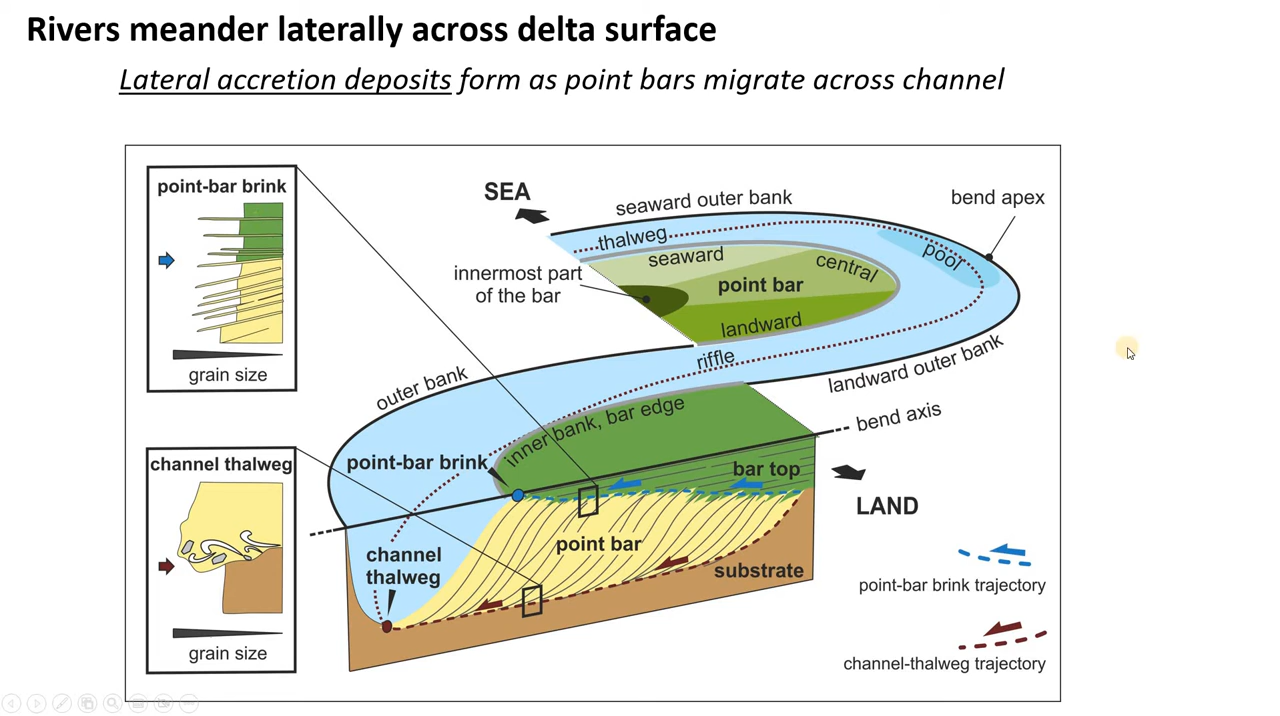 Rivers meander laterally across delta surface
Lateral accretion deposits form as point bars migrate across channel
point-bar brink
grain size
channel thalweg
grain size
SEA
seaward outer bank
bend apex
thalweg
seaward
central
pool
innermost part
of the bar
point bar
landward
riffle
landward outer bank
outer bank
inner bank, bar edge
bend axis
point-bar brink
bar top
LAND
point bar
channel
thalweg
substrate
point-bar brink trajectory
channel-thalweg trajectory